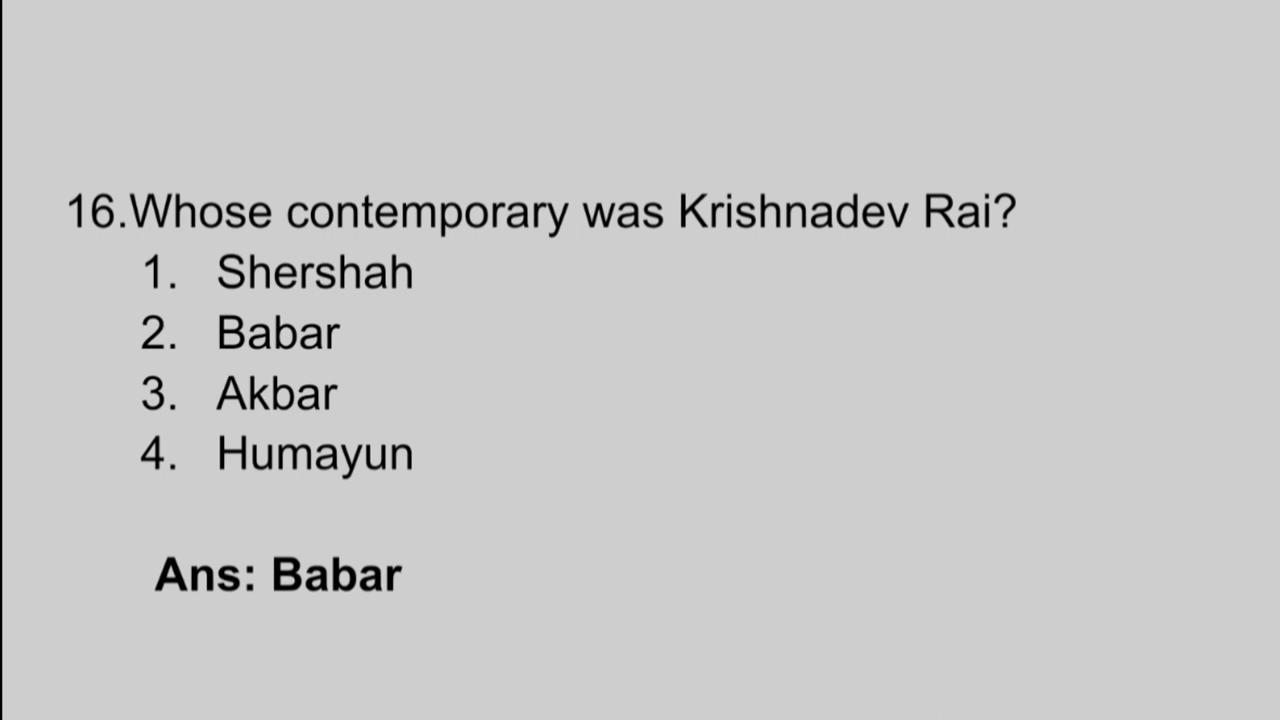 16.Whose contemporary was Krishnadev Rai?
1. Shershah
2. Babar
3. Akbar
4. Humayun
Ans: Babar